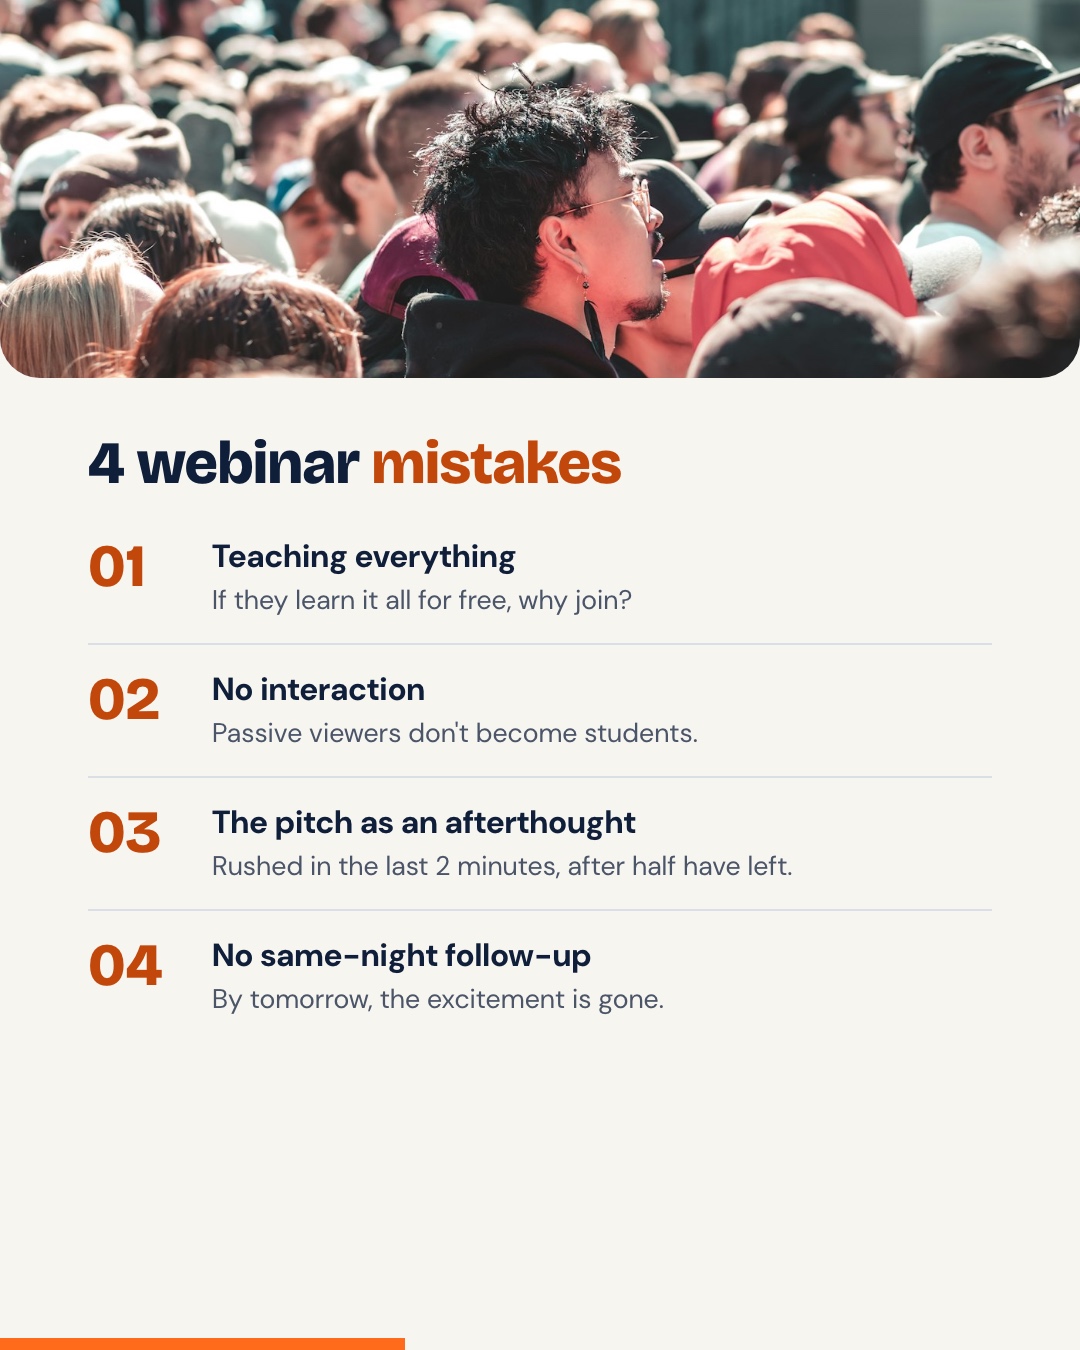 4 webinar mistakes
01
Teaching everything
If they learn it all for free, why join?
02
No interaction
Passive viewers don't become students.
03
The pitch as an afterthought
Rushed in the last 2 minutes, after half have left.
04
No same-night follow-up
By tomorrow, the excitement is gone.